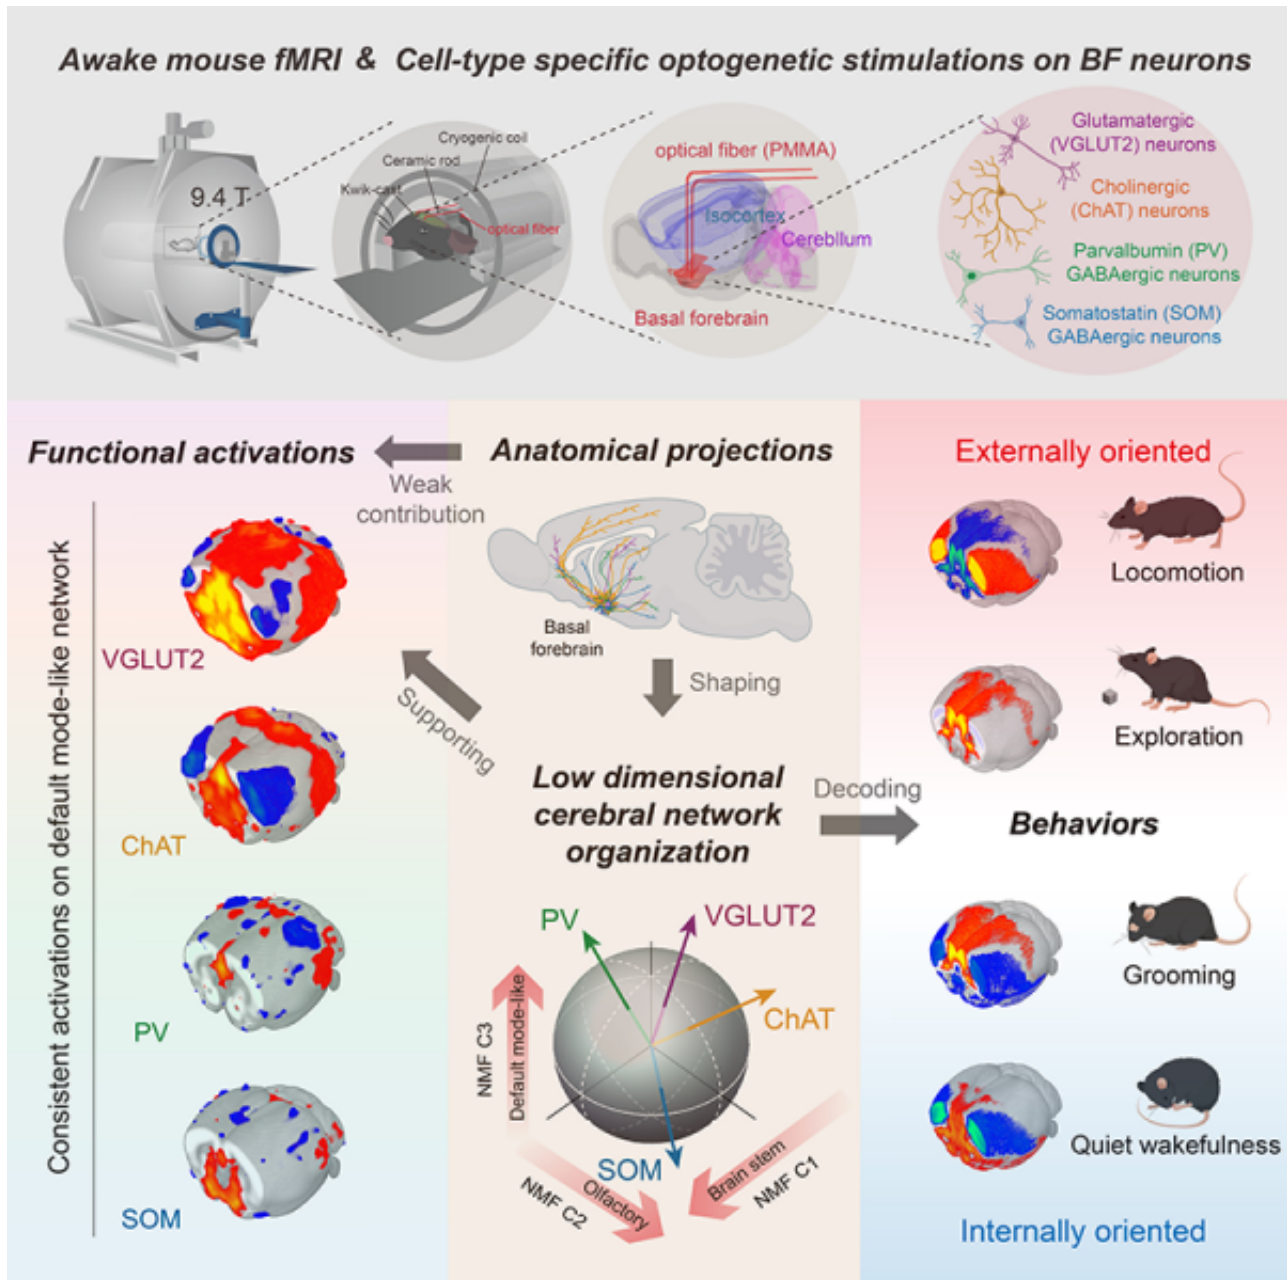 Awake mouse fMRI & Cell-type specific optogenetic stimulations on BF neurons
9.4 T
Cryogenic coil
Ceramic rod
Kwik-cast
optical fiber
optical fiber (PMMA)
Isocortex
Cerebllum
Basal forebrain
Glutamatergic
(VGLUT2) neurons
Cholinergic
(ChAT) neurons
Parvalbumin (PV)
GABAergic neurons
Somatostatin (SOM)
GABAergic neurons
Functional activations
Consistent activations on default mode-like network
VGLUT2
ChAT
PV
SOM
Weak
contribution
Supporting
Anatomical projections
Basal
forebrain
Shaping
Low dimensional
cerebral network
organization
Decoding
PV
VGLUT2
ChAT
SOM
NMF C3
Default mode-like
Olfactory
NMF C2
Brain stem
NMF C1
Externally oriented
Locomotion
Exploration
Behaviors
Grooming
Quiet wakefulness
Internally oriented